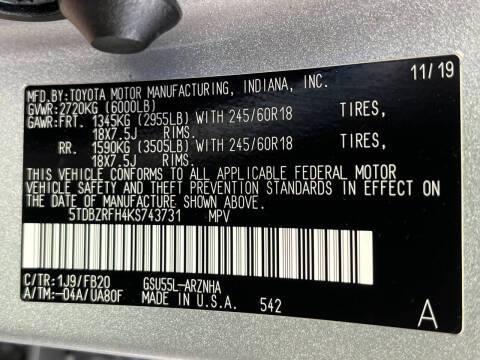 MFD.BY:TOYOTA MOTOR MANUFACTURING, INDIANA, INC. 11/19
GVWR:2720KG (6000LB)
GAWR:FRT. 1345KG (2955LB) WITH 245/60R18 TIRES,
18X7.5J RIMS.
RR. 1590KG (3505LB) WITH 245/60R18 TIRES,
18X7.5J RIMS.
THIS VEHICLE CONFORMS TO ALL APPLICABLE FEDERAL MOTOR
VEHICLE SAFETY AND THEFT PREVENTION STANDARDS IN EFFECT ON
THE DATE OF MANUFACTURE SHOWN ABOVE.
5TDBZRFH4KS743731 MPV
C/TR:1J9/FB20 GSU55L-ARZNHA
A/TM:-04A/UA80F MADE IN U.S.A. 542 A